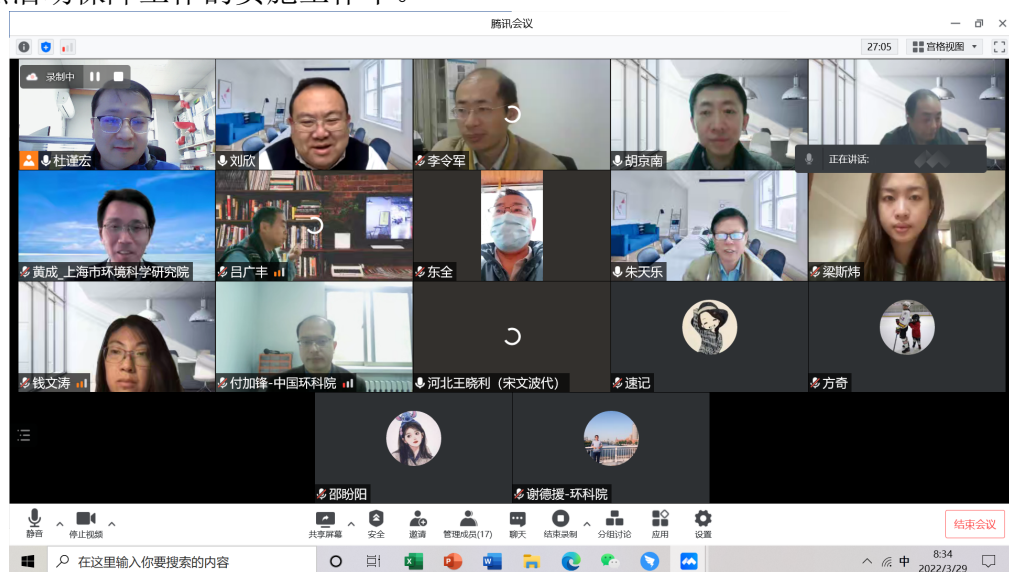 腾讯会议
27:05 宫格视图
录制中
杜谨宏
刘欣
李令军
胡京南
正在讲话:
黄成_上海市环境科学研究院
吕广丰
东全
朱天乐
梁斯炜
钱文涛
付加锋-中国环科院
河北王晓利（宋文波代）
速记
方奇
邵盼阳
谢德援-环科院
静音 停止视频 共享屏幕 安全 邀请 管理成员(17) 聊天 结束录制 分组讨论 应用 设置 结束会议
在这里输入你要搜索的内容 中 8:34
2022/3/29